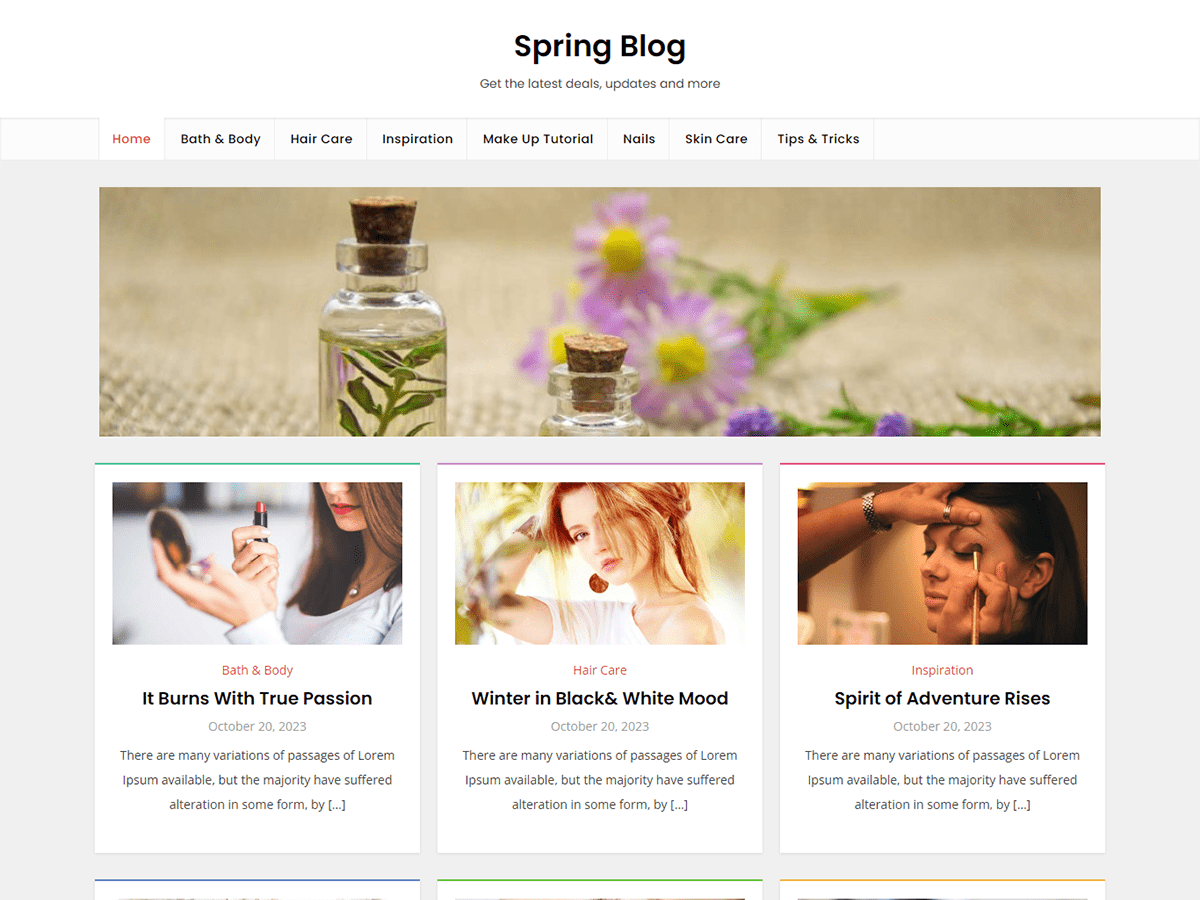 Spring Blog
Get the latest deals, updates and more
Home Bath & Body Hair Care Inspiration Make Up Tutorial Nails Skin Care Tips & Tricks
Bath & Body
It Burns With True Passion
October 20, 2023
There are many variations of passages of Lorem
Ipsum available, but the majority have suffered
alteration in some form, by [...]
Hair Care
Winter in Black& White Mood
October 20, 2023
There are many variations of passages of Lorem
Ipsum available, but the majority have suffered
alteration in some form, by [...]
Inspiration
Spirit of Adventure Rises
October 20, 2023
There are many variations of passages of Lorem
Ipsum available, but the majority have suffered
alteration in some form, by [...]